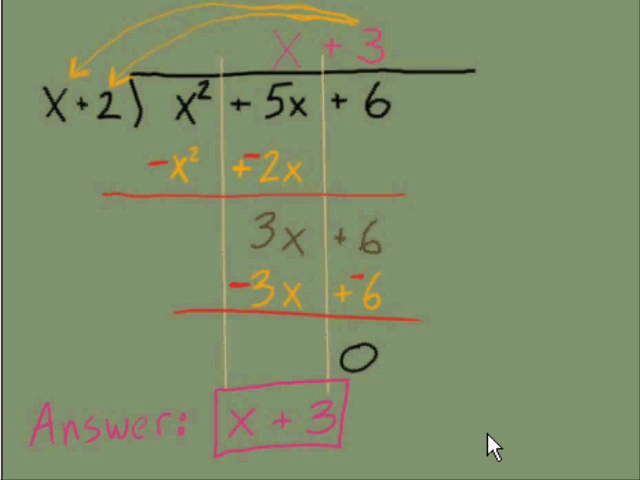 x + 3
x + 2) x² + 5x + 6
-x² +-2x
3x + 6
-3x +-6
0
Answer: x + 3